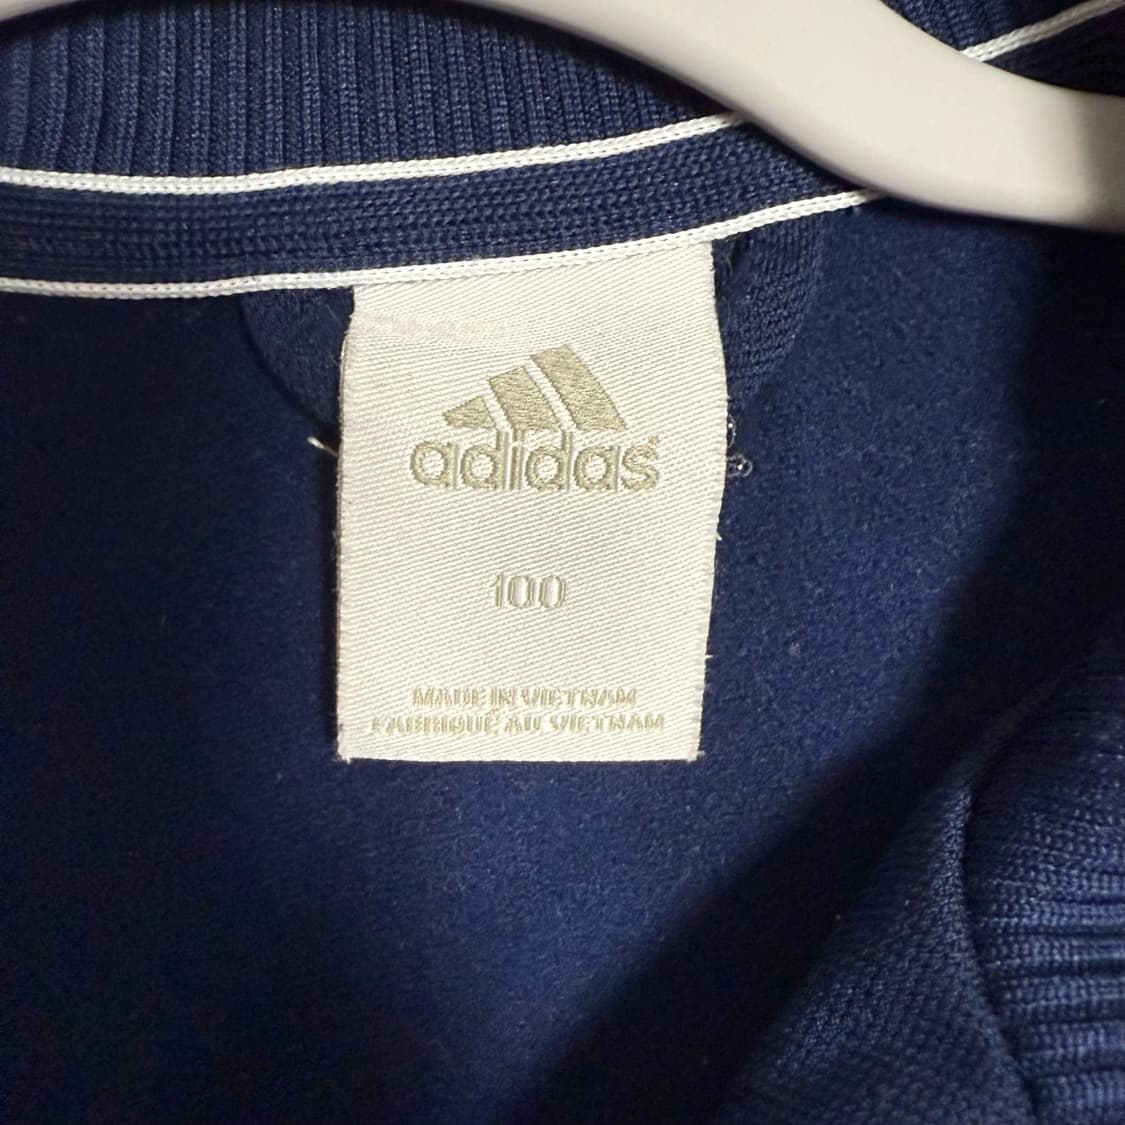 adidas
100
MADE IN VIETNAM
FABRIQUÉ AU VIETNAM